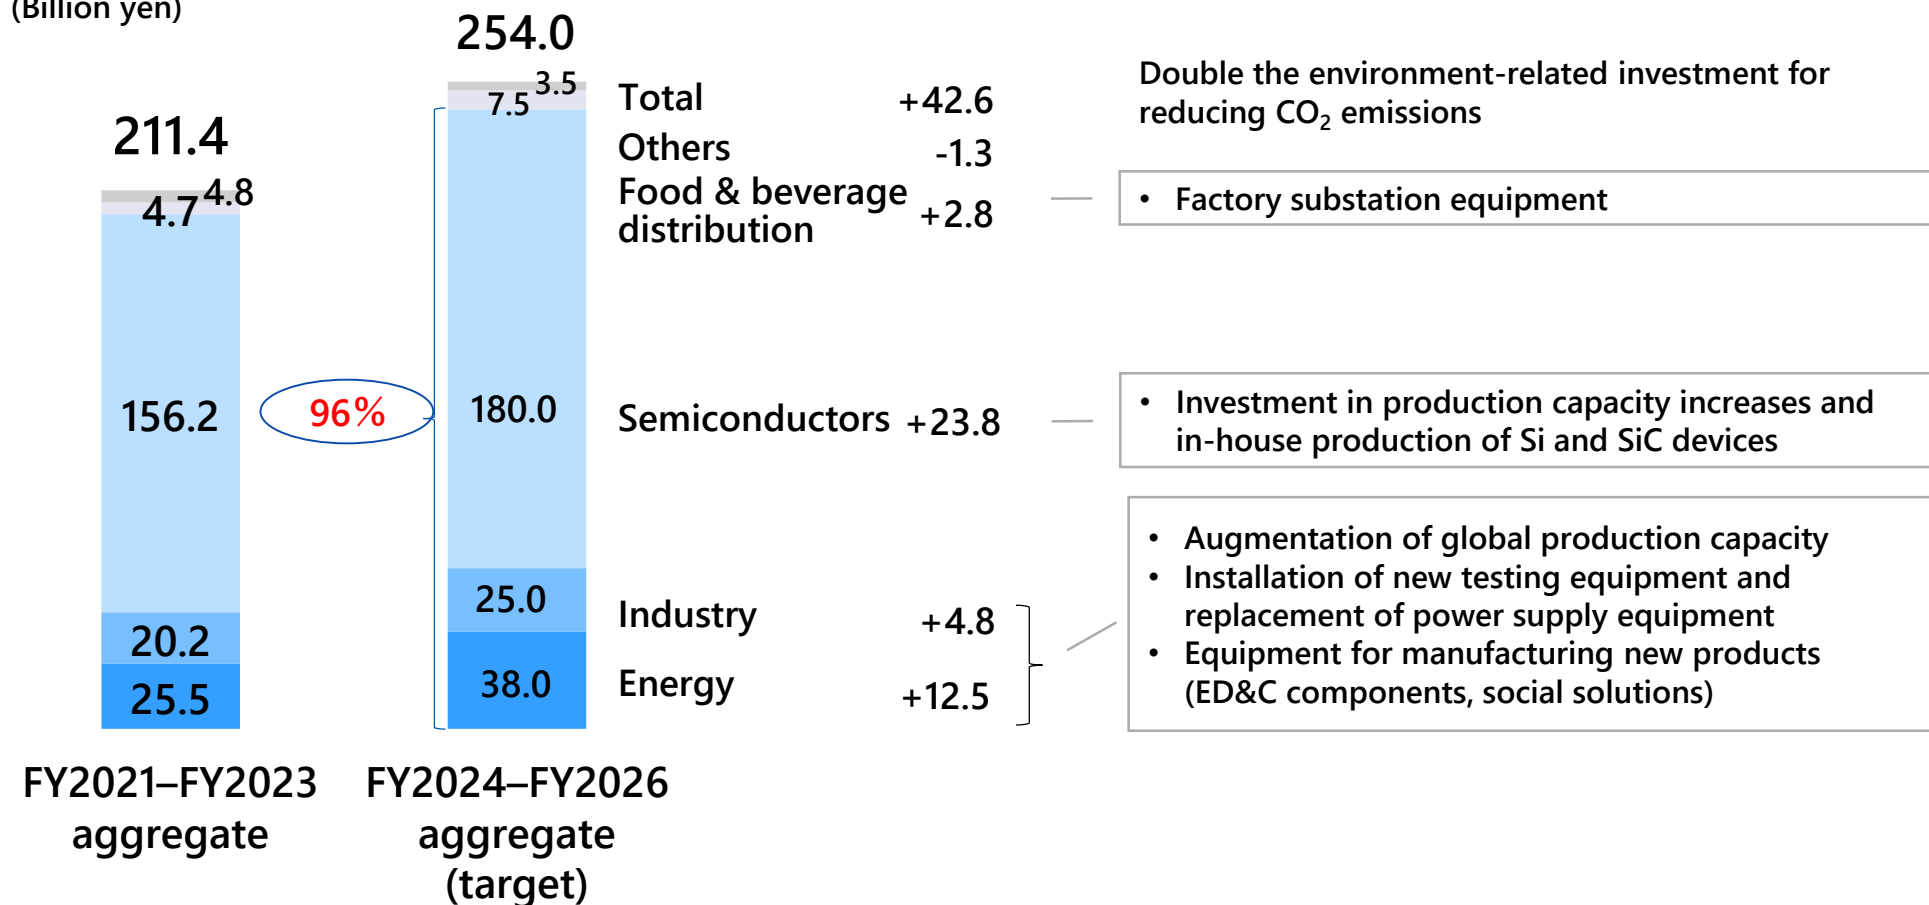 (Billion yen)
254.0
3.5
7.5
211.4
4.8
4.7
156.2
20.2
25.5
96%
180.0
25.0
38.0
Total +42.6
Others -1.3
Food & beverage
distribution +2.8
Semiconductors +23.8
Industry +4.8
Energy +12.5
Double the environment-related investment for
reducing CO₂ emissions
• Factory substation equipment
• Investment in production capacity increases and
in-house production of Si and SiC devices
• Augmentation of global production capacity
• Installation of new testing equipment and
replacement of power supply equipment
• Equipment for manufacturing new products
(ED&C components, social solutions)
FY2021–FY2023
aggregate
FY2024–FY2026
aggregate
(target)